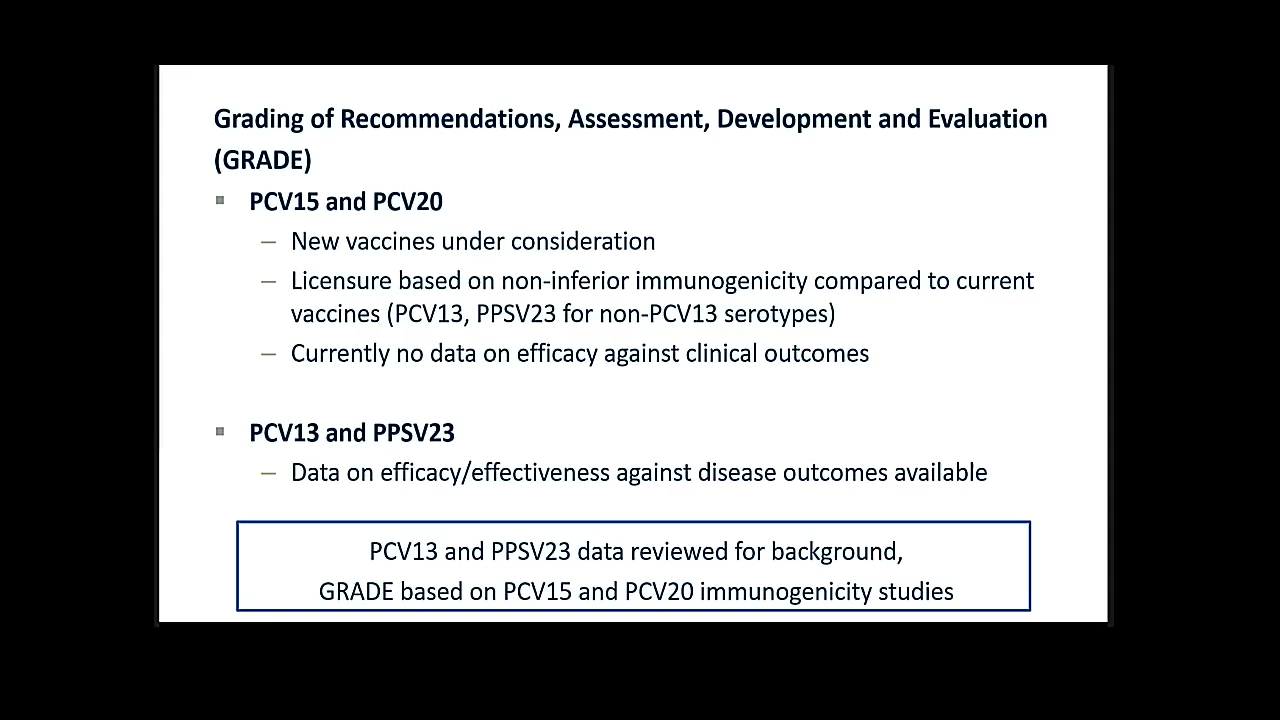 Grading of Recommendations, Assessment, Development and Evaluation
(GRADE)
▪ PCV15 and PCV20
– New vaccines under consideration
– Licensure based on non-inferior immunogenicity compared to current
vaccines (PCV13, PPSV23 for non-PCV13 serotypes)
– Currently no data on efficacy against clinical outcomes
▪ PCV13 and PPSV23
– Data on efficacy/effectiveness against disease outcomes available
PCV13 and PPSV23 data reviewed for background,
GRADE based on PCV15 and PCV20 immunogenicity studies